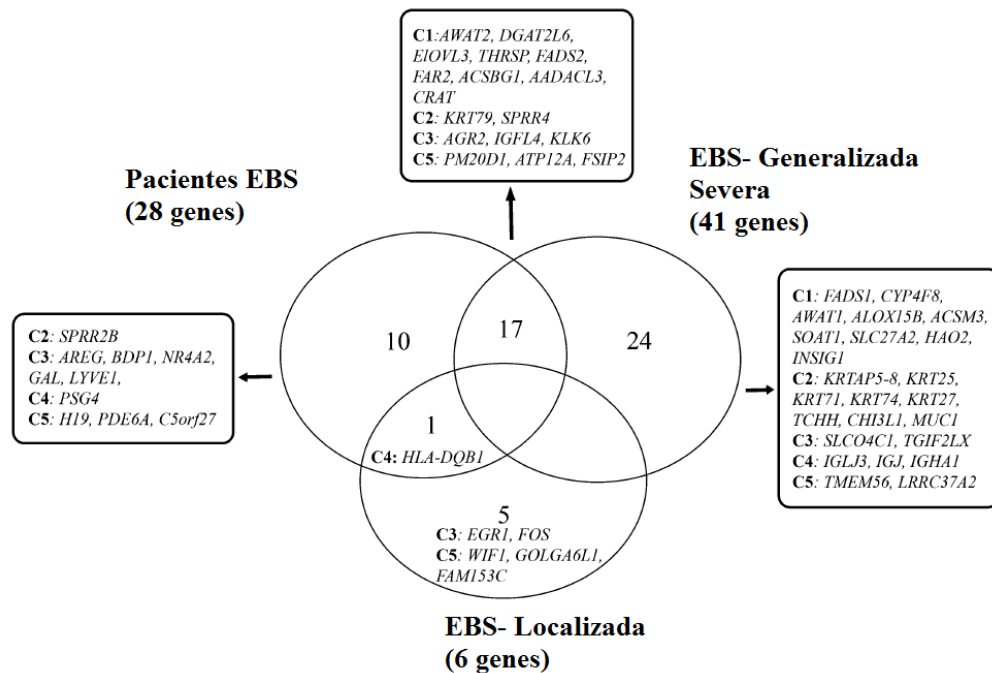 C1:AWAT2, DGAT2L6,
ElOVL3, THRSP, FADS2,
FAR2, ACSBG1, AADACL3,
CRAT
C2: KRT79, SPRR4
C3: AGR2, IGFL4, KLK6
C5: PM20D1, ATP12A, FSIP2
Pacientes EBS
(28 genes)
EBS- Generalizada
Severa
(41 genes)
10
17
24
C2: SPRR2B
C3: AREG, BDP1, NR4A2,
GAL, LYVE1,
C4: PSG4
C5: H19, PDE6A, C5orf27
C1: FADS1, CYP4F8,
AWAT1, ALOX15B, ACSM3,
SOAT1, SLC27A2, HAO2,
INSIG1
C2: KRTAP5-8, KRT25,
KRT71, KRT74, KRT27,
TCHH, CHI3L1, MUC1
C3: SLCO4C1, TGIF2LX
C4: IGLJ3, IGJ, IGHA1
C5: TMEM56, LRRC37A2
1
C4: HLA-DQB1
5
C3: EGR1, FOS
C5: WIF1, GOLGA6L1,
FAM153C
EBS- Localizada
(6 genes)